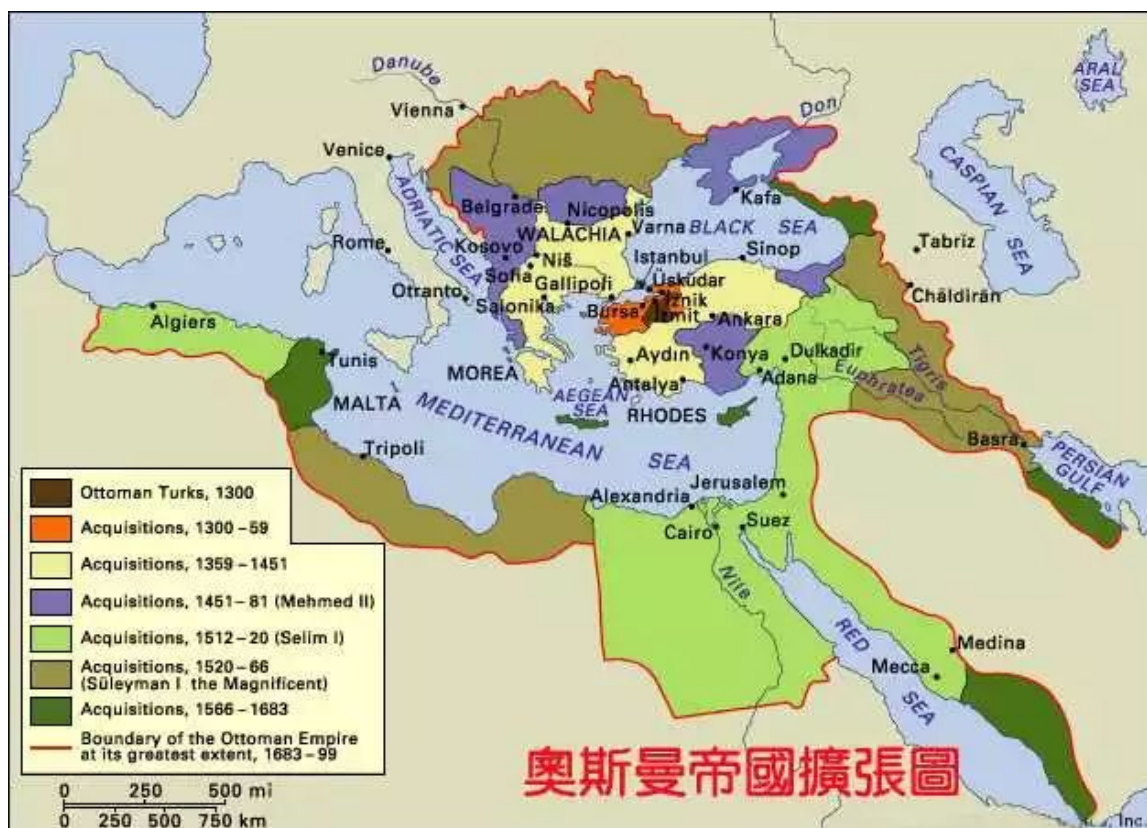 ARAL
SEA
Danube
Vienna
Don
Venice
CASPIAN
SEA
ADRIATIC SEA
Belgrade
Nicopolis
Kafa
WALACHIA
Varna
BLACK SEA
Rome
Kosovo
Niš
Istanbul
Sinop
Tabrīz
Sofia
Gallipoli
Üsküdar
Otranto
Salonika
İznik
Chāldirān
Bursa
İzmit
Ankara
Algiers
Tunis
MOREA
Aydın
Konya
Dulkadir
Tigris
Antalya
Adana
Euphratea
MALTA
AEGEAN
SEA
RHODES
MEDITERRANEAN SEA
Basra
PERSIAN
GULF
Tripoli
Jerusalem
Alexandria
Cairo
Suez
Nile
RED
SEA
Medina
Mecca
Ottoman Turks, 1300
Acquisitions, 1300–59
Acquisitions, 1359–1451
Acquisitions, 1451–81 (Mehmed II)
Acquisitions, 1512–20 (Selim I)
Acquisitions, 1520–66
(Süleyman I the Magnificent)
Acquisitions, 1566–1683
Boundary of the Ottoman Empire
at its greatest extent, 1683–99
0 250 500 mi
0 250 500 750 km
奧斯曼帝國擴張圖
Inc